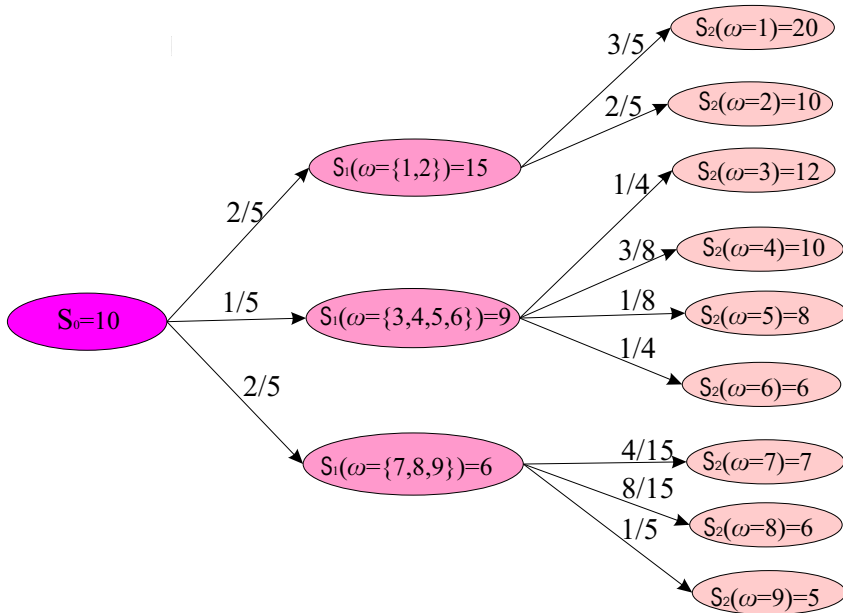 S₀=10
2/5
1/5
2/5
S₁(ω={1,2})=15
S₁(ω={3,4,5,6})=9
S₁(ω={7,8,9})=6
3/5
2/5
1/4
3/8
1/8
1/4
4/15
8/15
1/5
S₂(ω=1)=20
S₂(ω=2)=10
S₂(ω=3)=12
S₂(ω=4)=10
S₂(ω=5)=8
S₂(ω=6)=6
S₂(ω=7)=7
S₂(ω=8)=6
S₂(ω=9)=5